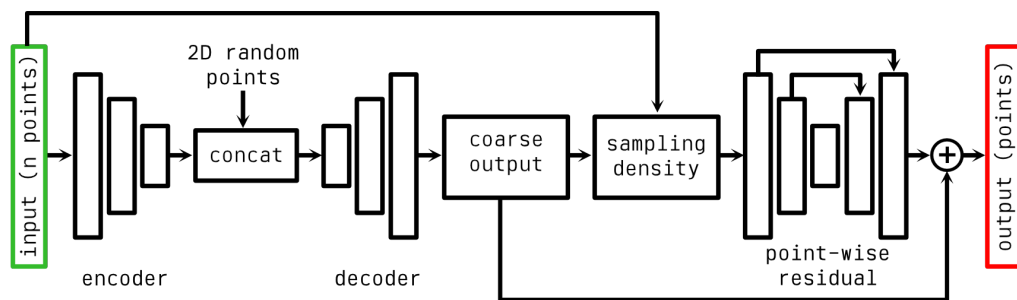 input (n points)
2D random
points
concat
coarse
output
sampling
density
+
output (points)
encoder
decoder
point-wise
residual